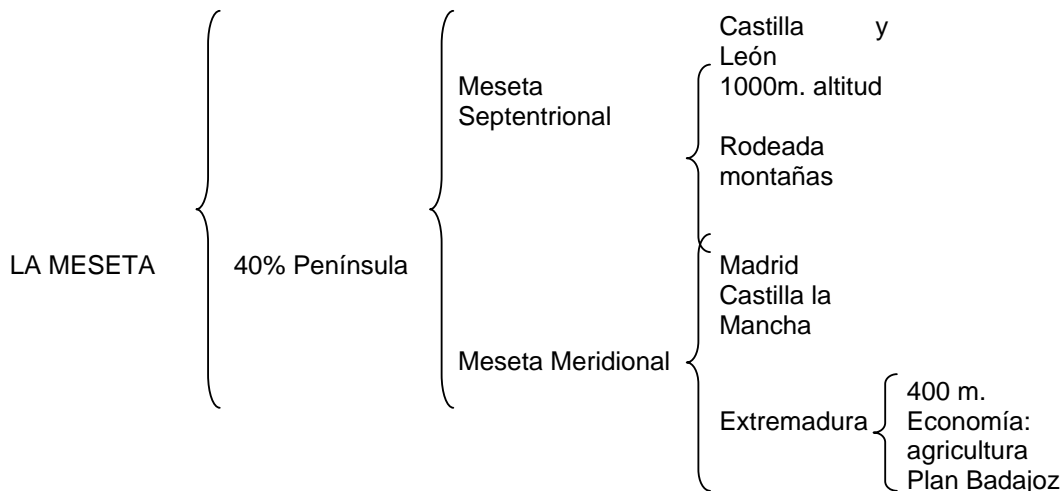 LA MESETA
40% Península
Meseta
Septentrional
Castilla y
León
1000m. altitud
Rodeada
montañas
Meseta Meridional
Madrid
Castilla la
Mancha
Extremadura
400 m.
Economía:
agricultura
Plan Badajoz